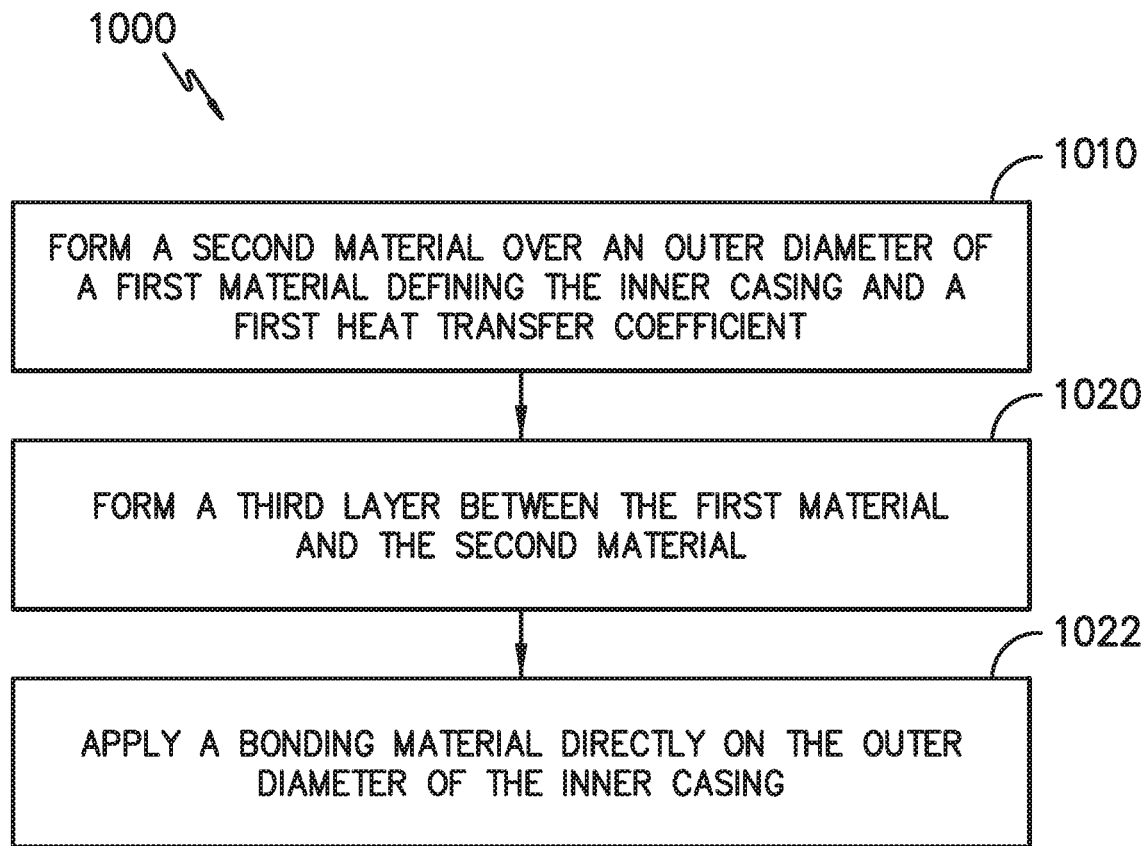 1000
1010
FORM A SECOND MATERIAL OVER AN OUTER DIAMETER OF
A FIRST MATERIAL DEFINING THE INNER CASING AND A
FIRST HEAT TRANSFER COEFFICIENT
1020
FORM A THIRD LAYER BETWEEN THE FIRST MATERIAL
AND THE SECOND MATERIAL
1022
APPLY A BONDING MATERIAL DIRECTLY ON THE OUTER
DIAMETER OF THE INNER CASING